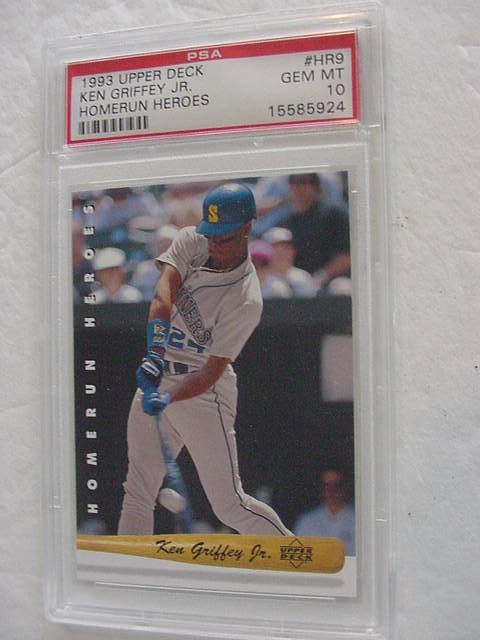 PSA
1993 UPPER DECK #HR9
KEN GRIFFEY JR. GEM MT
HOMERUN HEROES 10
15585924
HOMERUN HEROES
S
24
Ken Griffey Jr.
UPPER DECK